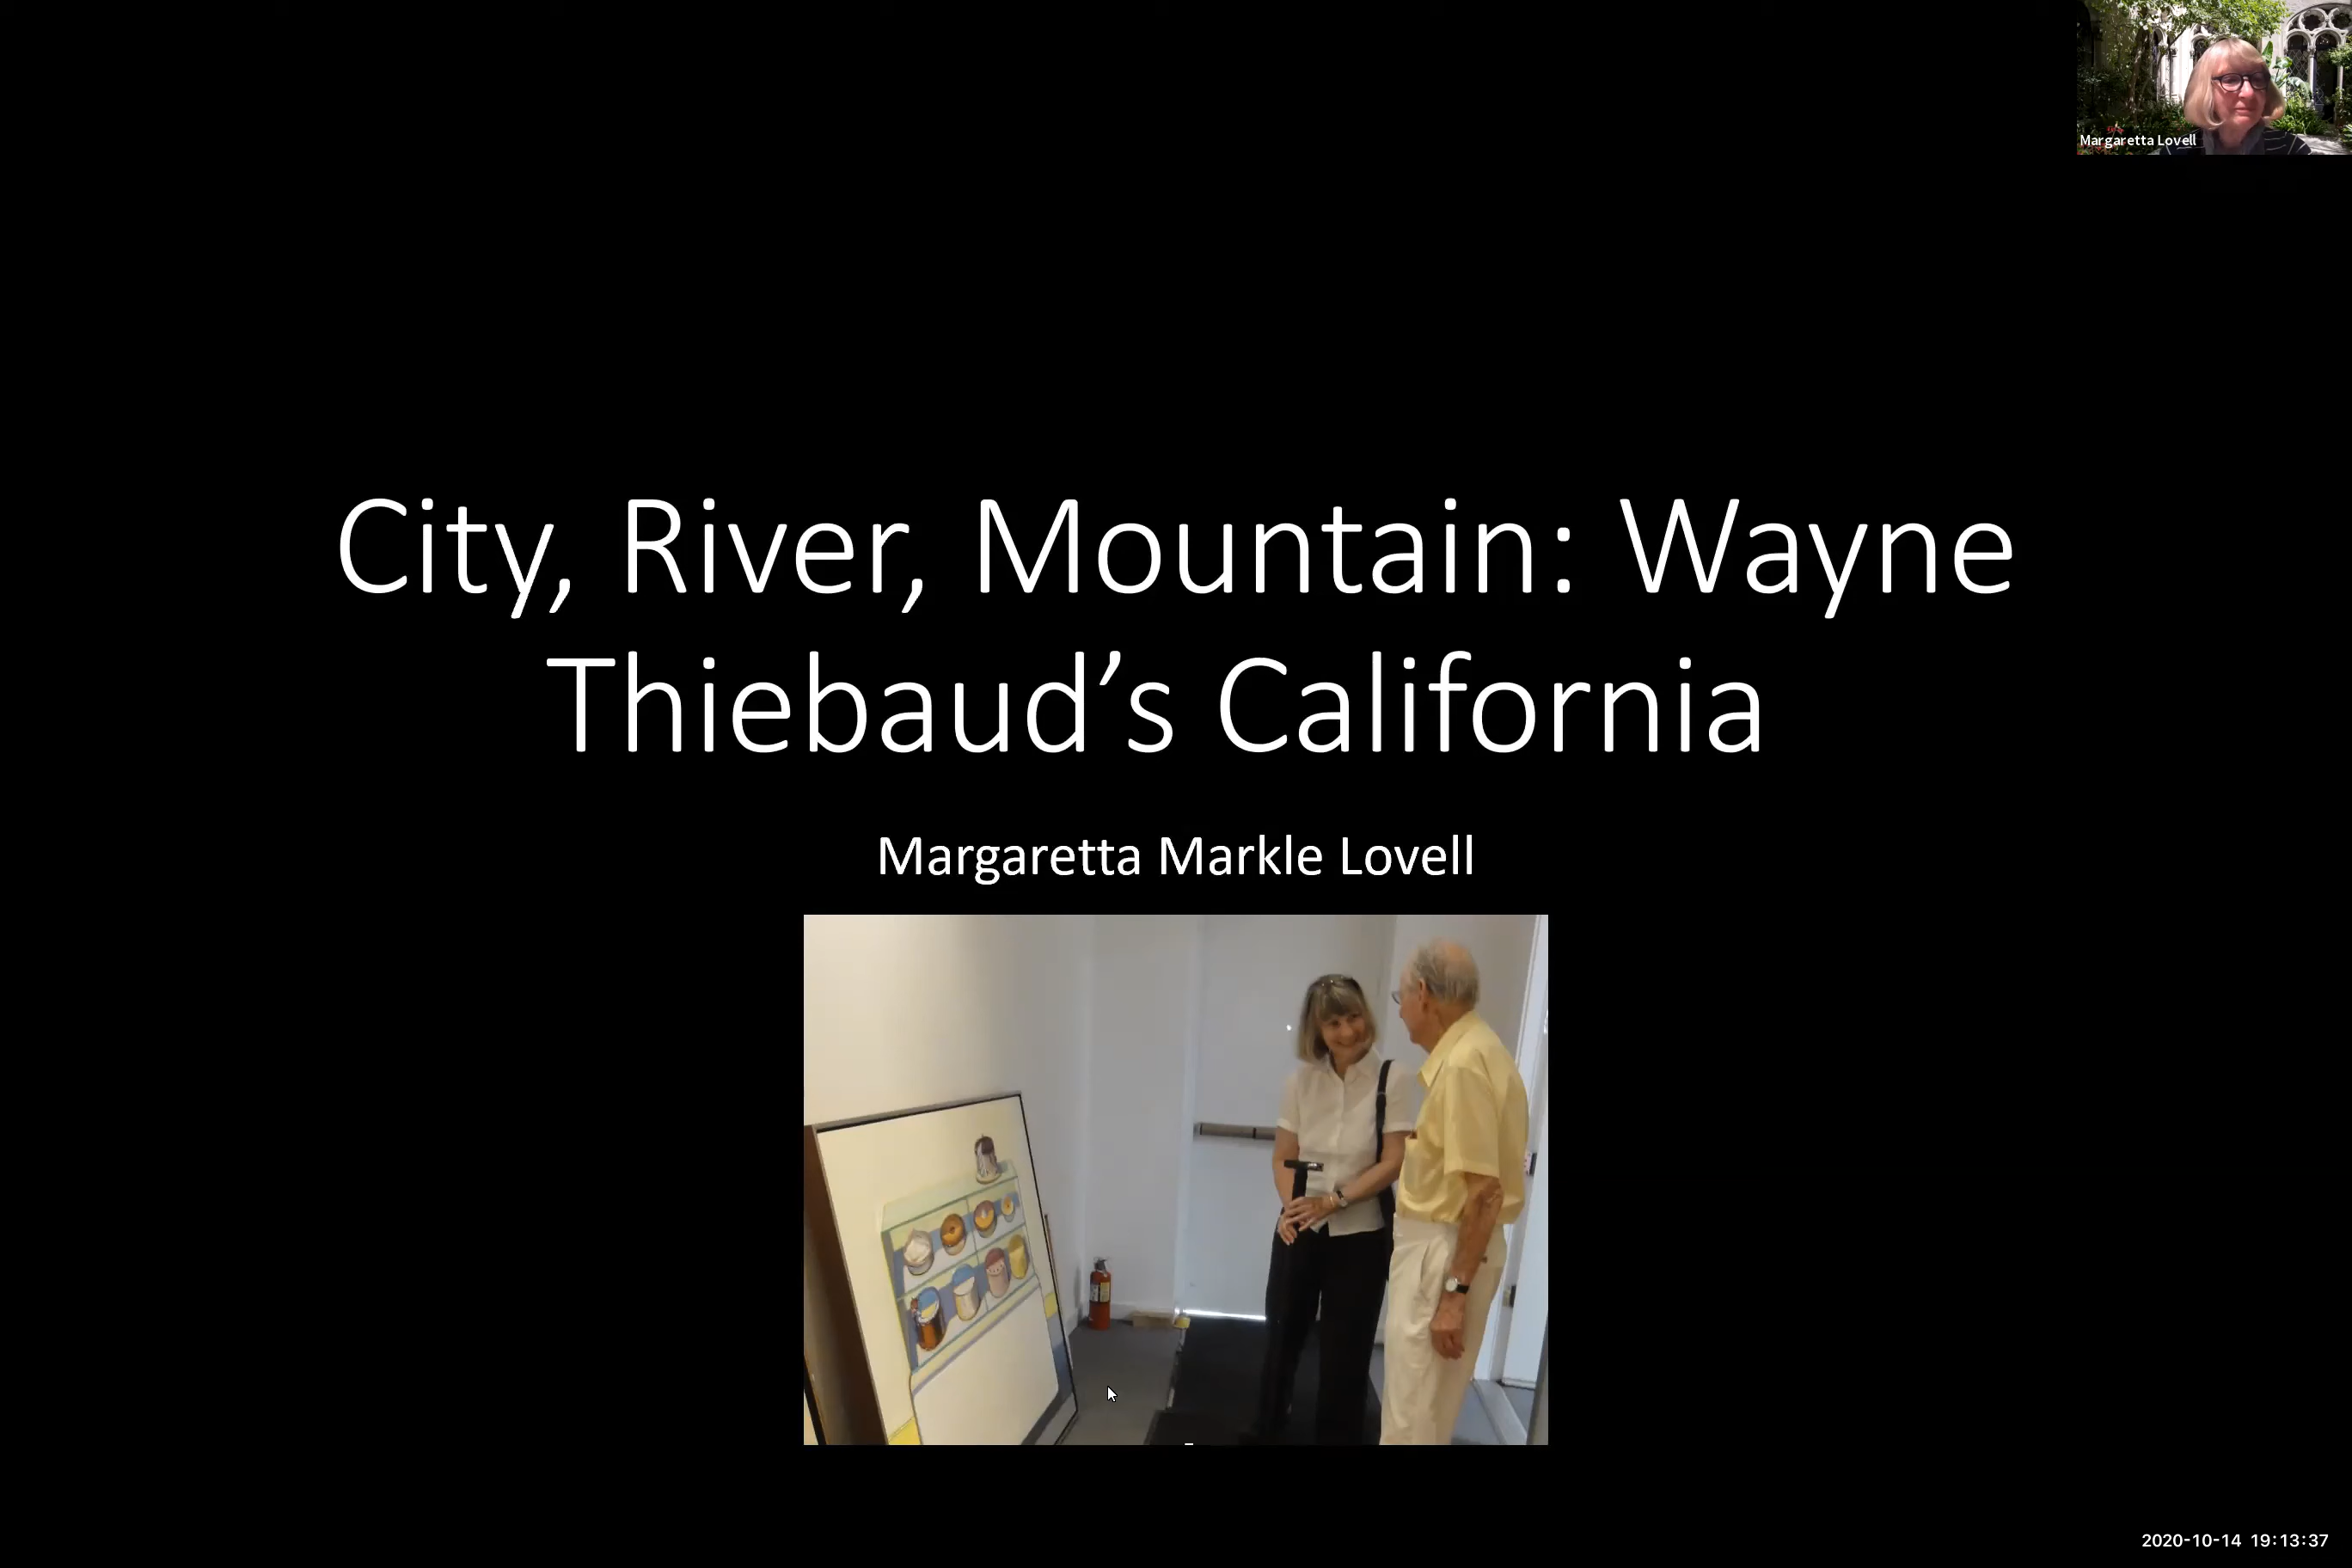 Margaretta Lovell
City, River, Mountain: Wayne
Thiebaud’s California
Margaretta Markle Lovell
2020-10-14 19:13:37